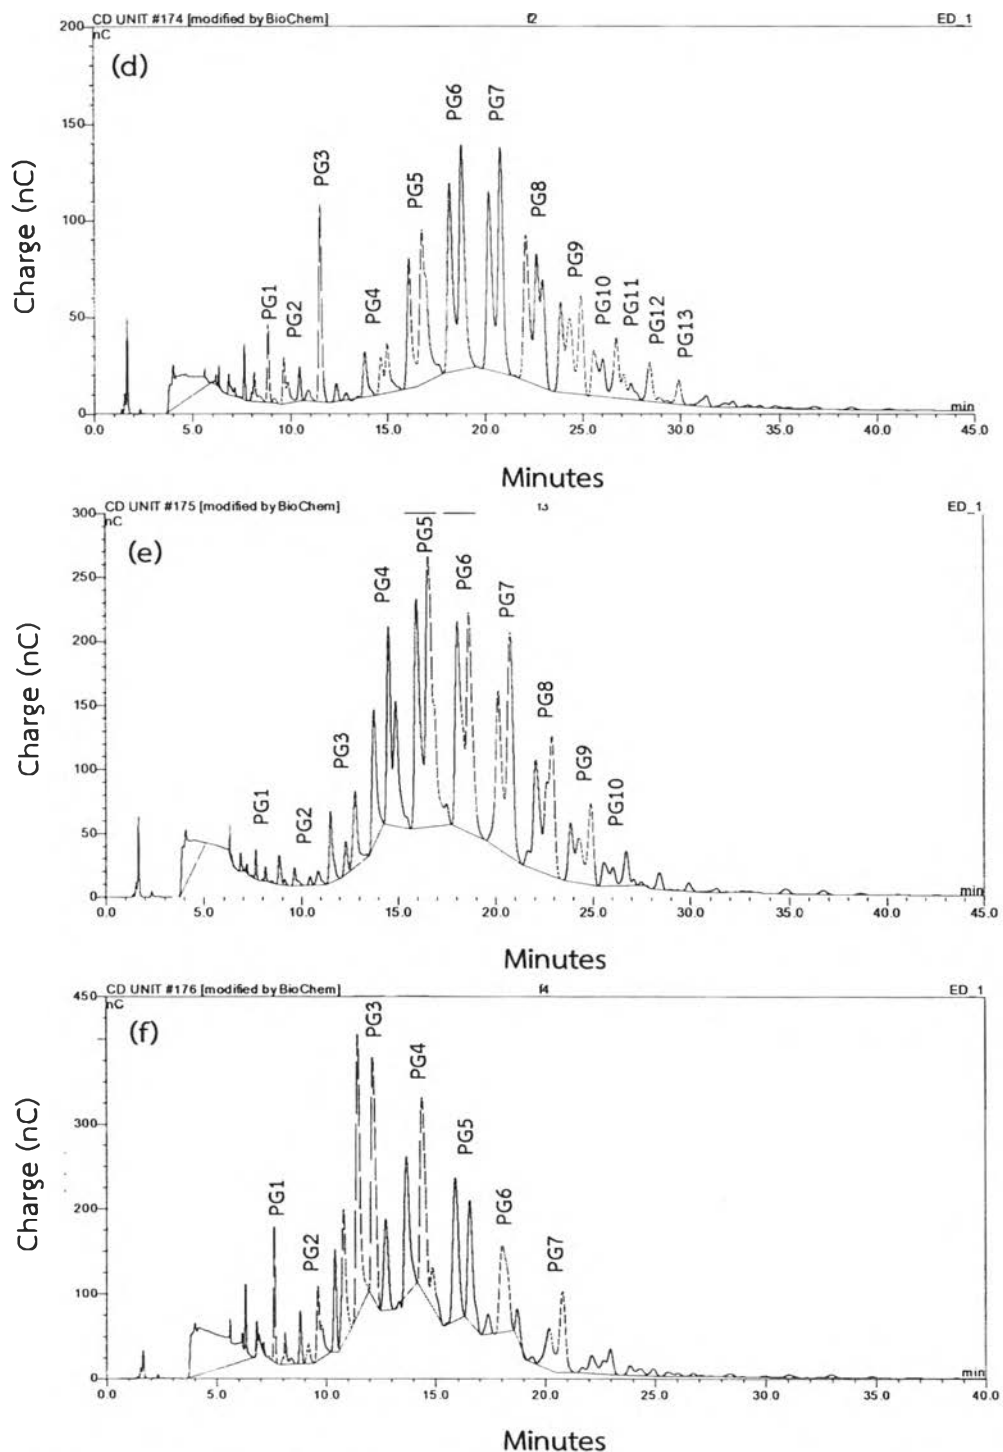 CD UNIT #174 [modified by BioChem] f2 ED_1
200
nC
(d)
150
100
50
0
Charge (nC)
PG1 PG2 PG3 PG4 PG5 PG6 PG7 PG8 PG9 PG10 PG11 PG12 PG13
min
0.0 5.0 10.0 15.0 20.0 25.0 30.0 35.0 40.0 45.0
Minutes
CD UNIT #175 [modified by BioChem] ED_1
300
nC
(e)
250
200
150
100
50
0
Charge (nC)
PG1 PG2 PG3 PG4 PG5 PG6 PG7 PG8 PG9 PG10
min
0.0 5.0 10.0 15.0 20.0 25.0 30.0 35.0 40.0 45.0
Minutes
CD UNIT #176 [modified by BioChem] f4 ED_1
450
nC
(f)
300
200
100
0
Charge (nC)
PG1 PG2 PG3 PG4 PG5 PG6 PG7
min
0.0 5.0 10.0 15.0 20.0 25.0 30.0 35.0 40.0
Minutes